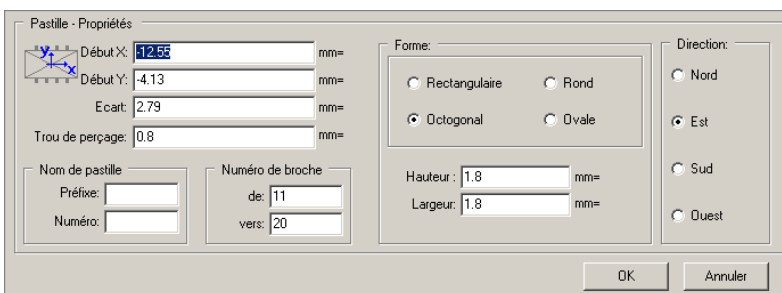 Pastille - Propriétés
Y
X
Début X: -12.55 mm=
Début Y: -4.13 mm=
Ecart: 2.79 mm=
Trou de perçage: 0.8 mm=
Nom de pastille
Préfixe:
Numéro:
Numéro de broche
de: 11
vers: 20
Forme:
Rectangulaire
Rond
Octogonal
Ovale
Hauteur : 1.8 mm=
Largeur: 1.8 mm=
Direction:
Nord
Est
Sud
Ouest
OK
Annuler